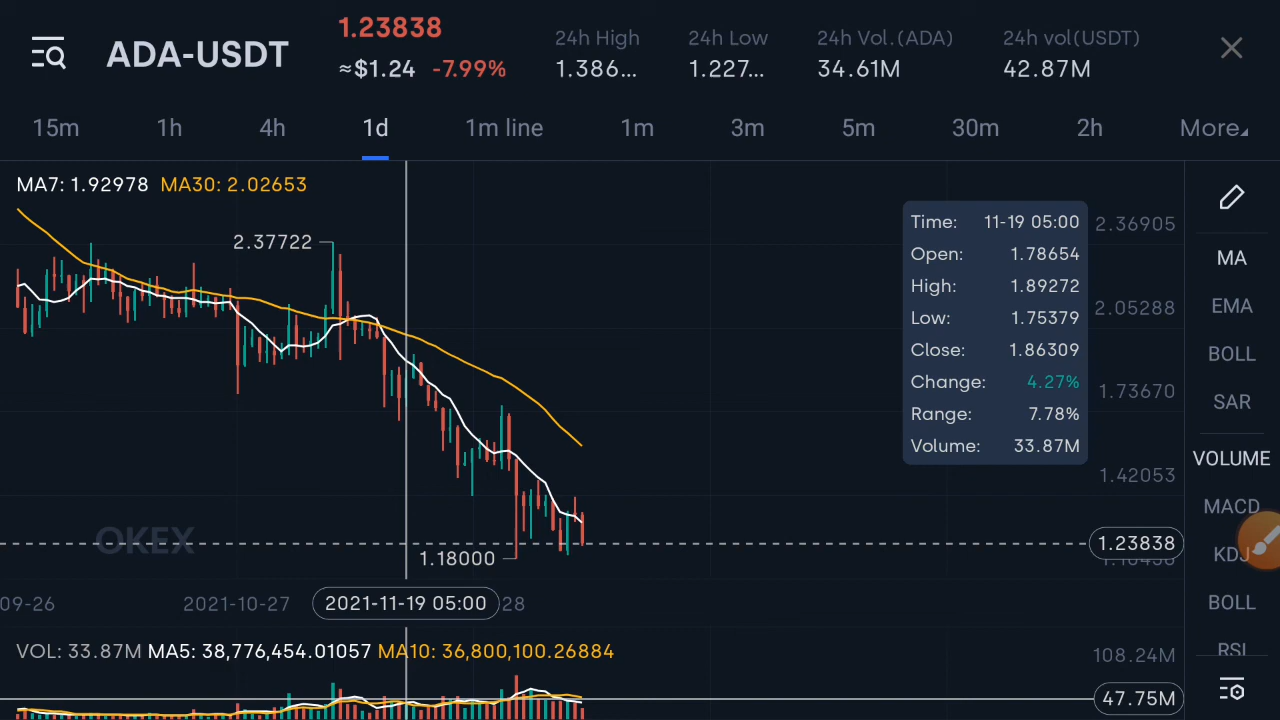 ADA-USDT
1.23838
≈$1.24 -7.99%
24h High
1.386...
24h Low
1.227...
24h Vol.(ADA)
34.61M
24h vol(USDT)
42.87M
15m 1h 4h 1d 1m line 1m 3m 5m 30m 2h More
MA7: 1.92978 MA30: 2.02653
2.37722
1.18000
Time: 11-19 05:00
Open: 1.78654
High: 1.89272
Low: 1.75379
Close: 1.86309
Change: 4.27%
Range: 7.78%
Volume: 33.87M
2.36905
2.05288
1.73670
1.42053
1.23838
OKEX
09-26 2021-10-27 2021-11-19 05:00 28
VOL: 33.87M MA5: 38,776,454.01057 MA10: 36,800,100.26884
108.24M
47.75M
MA
EMA
BOLL
SAR
VOLUME
MACD
KDJ
BOLL
RSI